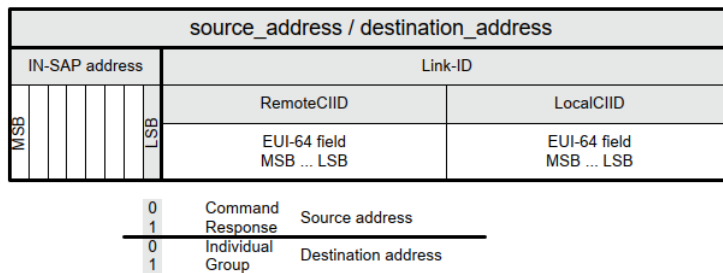 source_address / destination_address
IN-SAP address Link-ID
RemoteCIID LocalCIID
MSB LSB
EUI-64 field EUI-64 field
MSB ... LSB MSB ... LSB
0 Command
Source address
1 Response
0 Individual
Destination address
1 Group